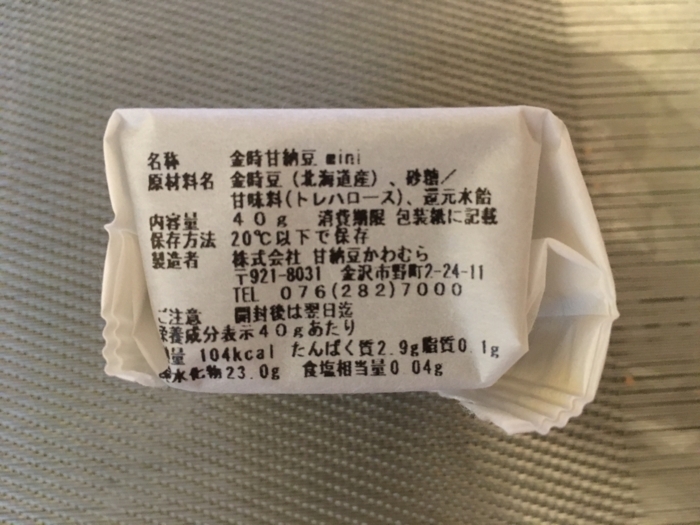 名称 金時甘納豆 mini
原材料名 金時豆（北海道産）、砂糖／
甘味料(トレハロース)、還元水飴
内容量 40g 消費期限 包装紙に記載
保存方法 20℃以下で保存
製造者 株式会社 甘納豆かわむら
〒921-8031 金沢市野町2-24-11
TEL 076(282)7000
ご注意 開封後は翌日迄
栄養成分表示40gあたり
量 104kcal たんぱく質2.9g脂質0.1g
水化物23.0g 食塩相当量0.04g